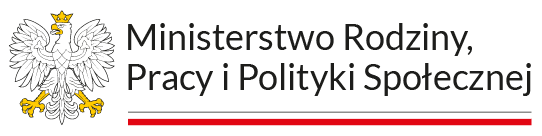 Ministerstwo Rodziny,
Pracy i Polityki Społecznej